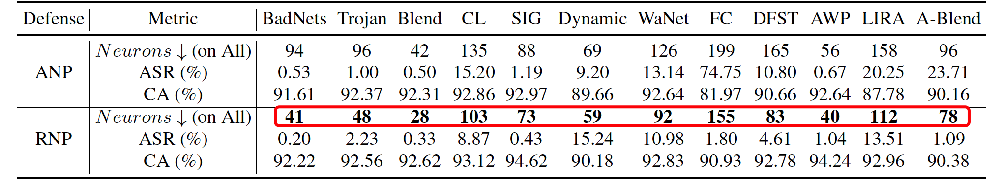 Defense Metric BadNets Trojan Blend CL SIG Dynamic WaNet FC DFST AWP LIRA A-Blend
Neurons ↓ (on All) 94 96 42 135 88 69 126 199 165 56 158 96
ANP ASR (%) 0.53 1.00 0.50 15.20 1.19 9.20 13.14 74.75 10.80 0.67 20.25 23.71
CA (%) 91.61 92.37 92.31 92.86 92.97 89.66 92.64 81.97 90.66 92.64 87.78 90.16
Neurons ↓ (on All) 41 48 28 103 73 59 92 155 83 40 112 78
RNP ASR (%) 0.20 2.23 0.33 8.87 0.43 15.24 10.98 1.80 4.61 1.04 13.51 1.09
CA (%) 92.22 92.56 92.62 93.12 94.62 90.18 92.83 90.93 92.78 94.24 92.96 90.38